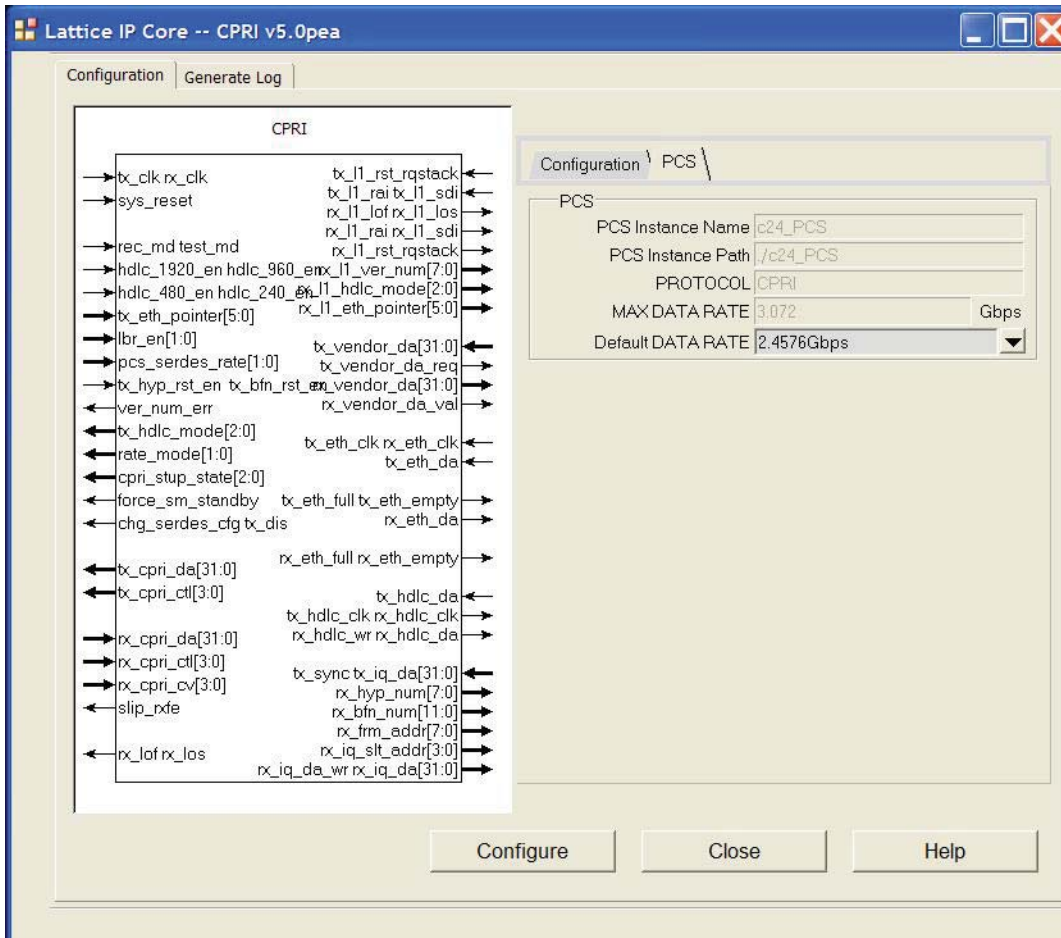 Lattice IP Core -- CPRI v5.0pea
Configuration
Generate Log
CPRI
tx_clk rx_clk
sys_reset
rec_md test_md
hdlc_1920_en hdlc_960_en
hdlc_480_en hdlc_240_en
tx_eth_pointer[5:0]
lbr_en[1:0]
pcs_serdes_rate[1:0]
tx_hyp_rst_en tx_bfn_rst_en
ver_num_err
tx_hdlc_mode[2:0]
rate_mode[1:0]
cpri_stup_state[2:0]
force_sm_standby
chg_serdes_cfg tx_dis
tx_cpri_da[31:0]
tx_cpri_ctl[3:0]
rx_cpri_da[31:0]
rx_cpri_ctl[3:0]
rx_cpri_cv[3:0]
slip_rxfe
rx_lof rx_los
tx_l1_rst_rqstack
tx_l1_rai tx_l1_sdi
rx_l1_lof rx_l1_los
rx_l1_rai rx_l1_sdi
rx_l1_rst_rqstack
rx_l1_ver_num[7:0]
rx_l1_hdlc_mode[2:0]
rx_l1_eth_pointer[5:0]
tx_vendor_da[31:0]
tx_vendor_da_req
rx_vendor_da[31:0]
rx_vendor_da_val
tx_eth_clk rx_eth_clk
tx_eth_da
tx_eth_full tx_eth_empty
rx_eth_da
rx_eth_full rx_eth_empty
tx_hdlc_da
tx_hdlc_clk rx_hdlc_clk
rx_hdlc_wr rx_hdlc_da
tx_sync tx_iq_da[31:0]
rx_hyp_num[7:0]
rx_bfn_num[11:0]
rx_frm_addr[7:0]
rx_iq_slt_addr[3:0]
rx_iq_da_wr rx_iq_da[31:0]
Configuration
PCS
PCS
PCS Instance Name c24_PCS
PCS Instance Path ./c24_PCS
PROTOCOL CPRI
MAX DATA RATE 3.072 Gbps
Default DATA RATE 2.4576Gbps
Configure
Close
Help